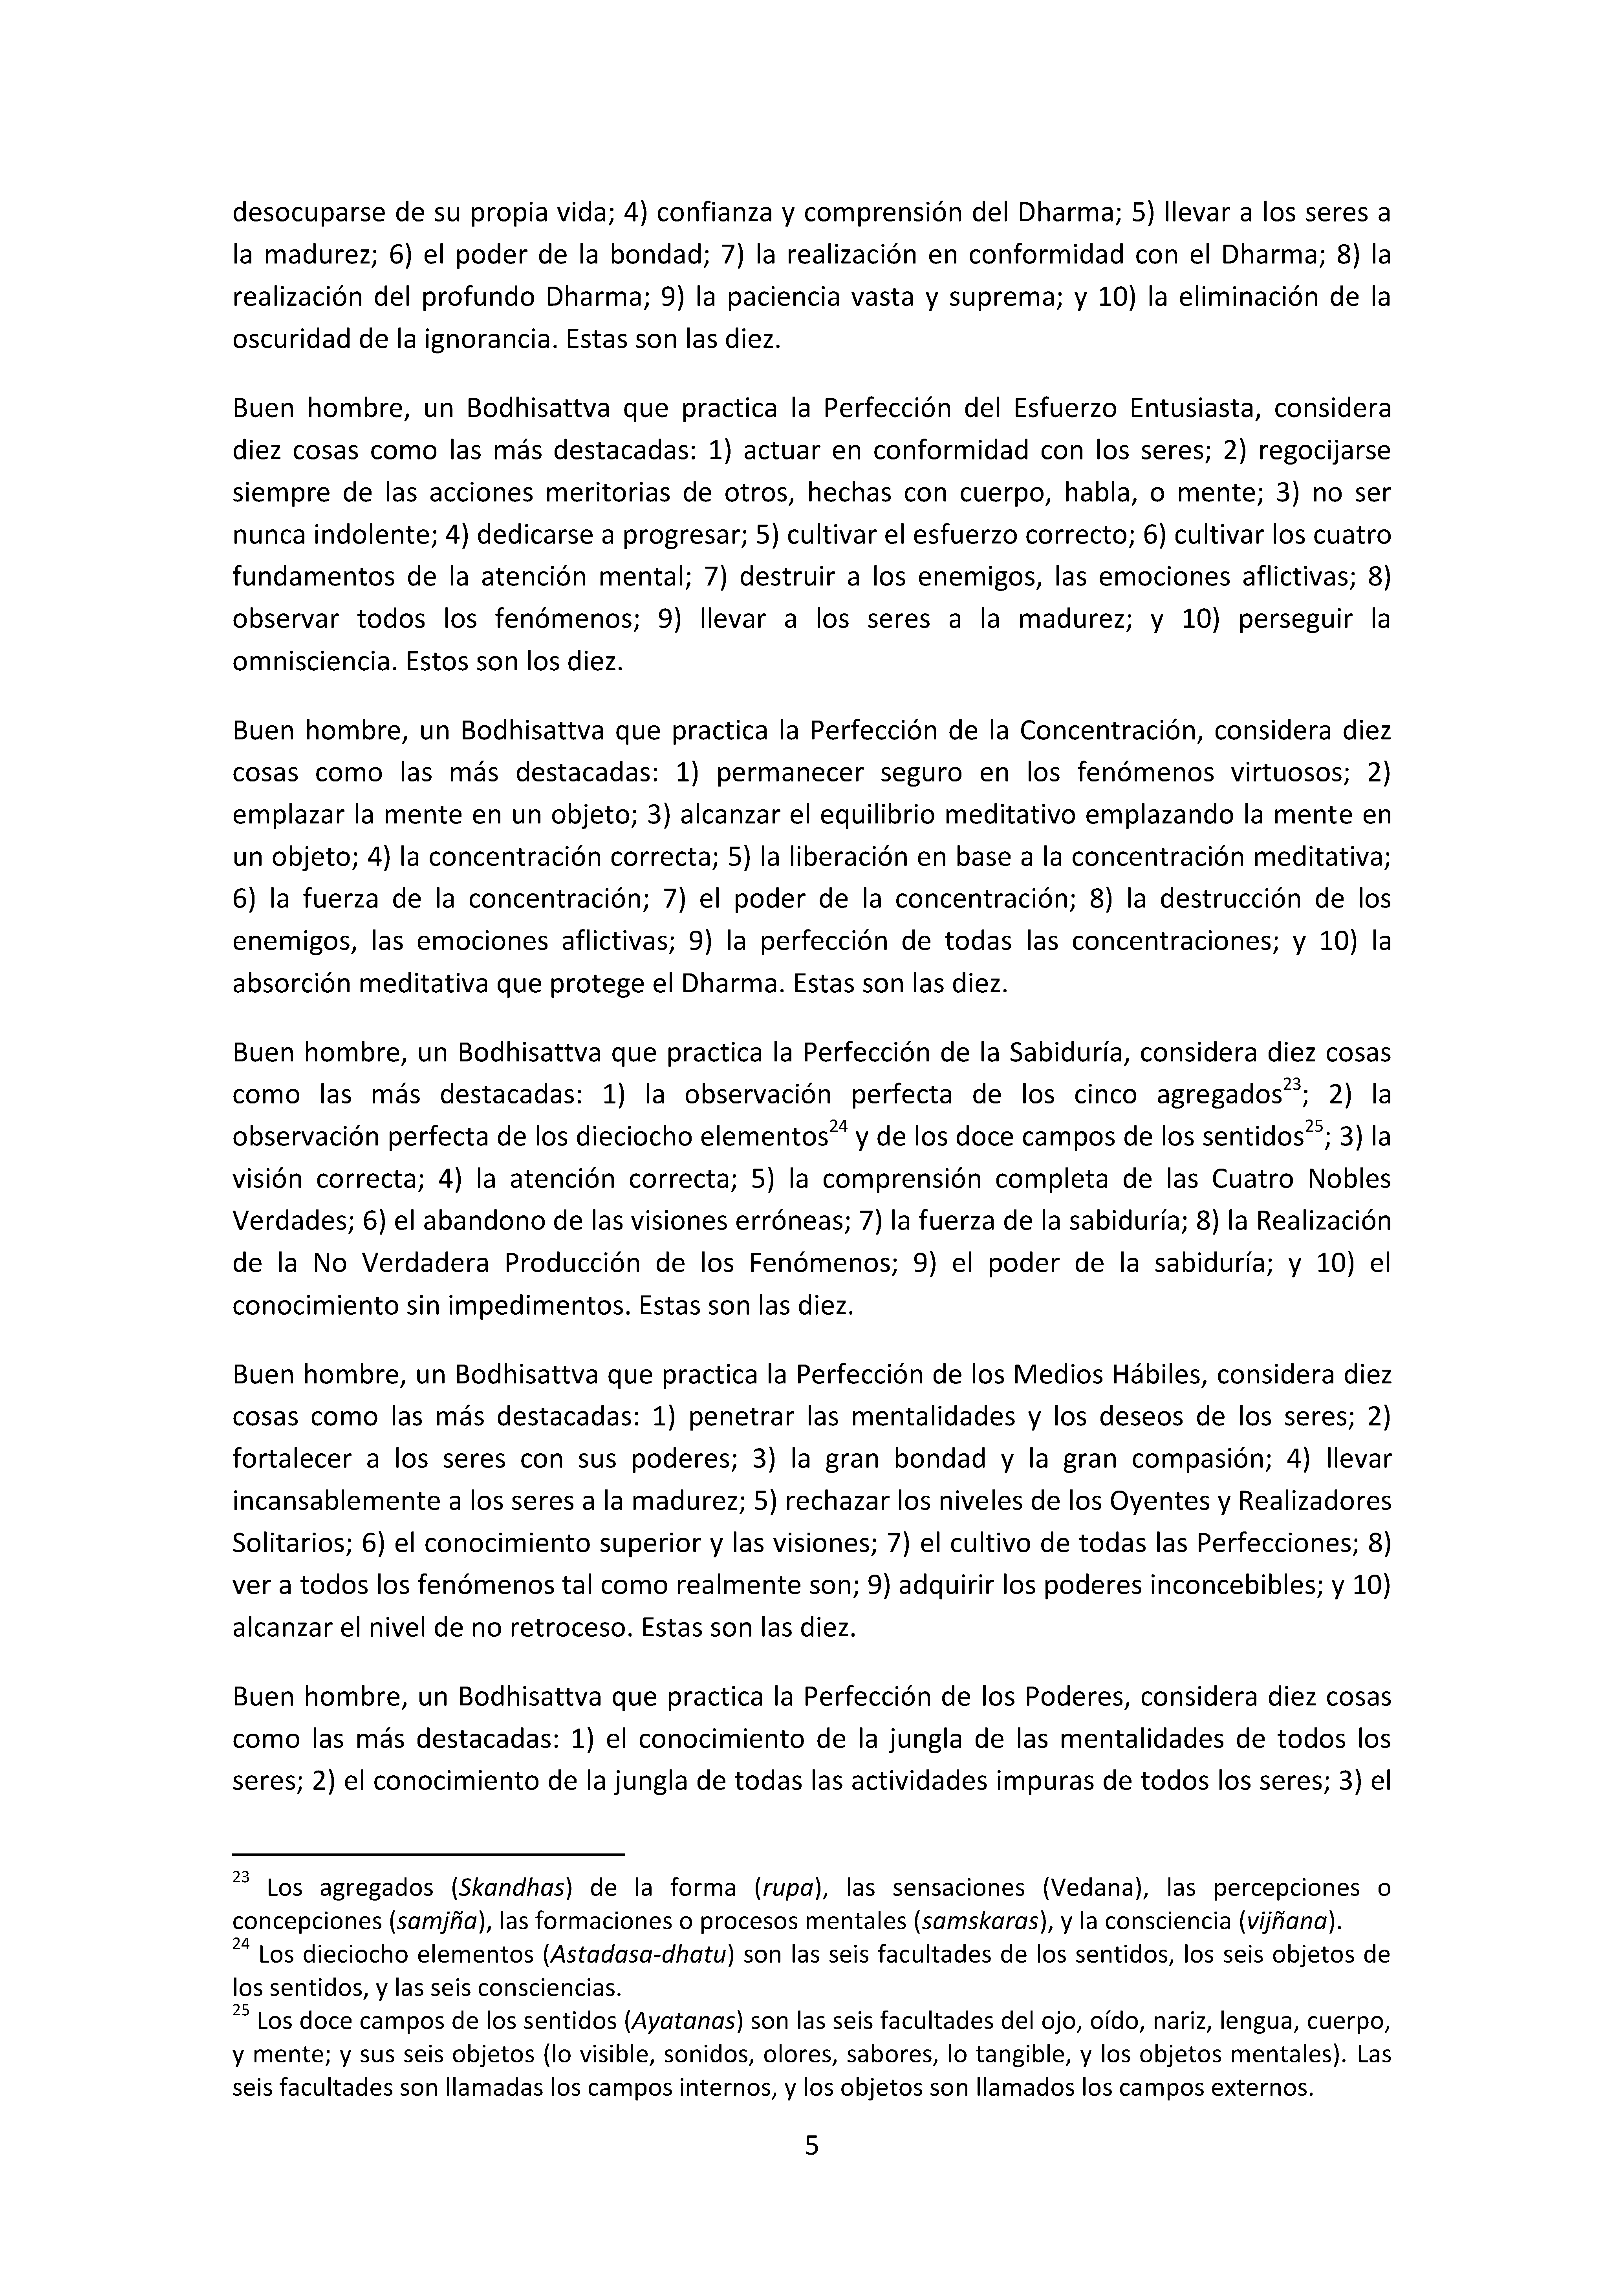 desocuparse de su propia vida; 4) confianza y comprensión del Dharma; 5) llevar a los seres a
la madurez; 6) el poder de la bondad; 7) la realización en conformidad con el Dharma; 8) la
realización del profundo Dharma; 9) la paciencia vasta y suprema; y 10) la eliminación de la
oscuridad de la ignorancia. Estas son las diez.
Buen hombre, un Bodhisattva que practica la Perfección del Esfuerzo Entusiasta, considera
diez cosas como las más destacadas: 1) actuar en conformidad con los seres; 2) regocijarse
siempre de las acciones meritorias de otros, hechas con cuerpo, habla, o mente; 3) no ser
nunca indolente; 4) dedicarse a progresar; 5) cultivar el esfuerzo correcto; 6) cultivar los cuatro
fundamentos de la atención mental; 7) destruir a los enemigos, las emociones aflictivas; 8)
observar todos los fenómenos; 9) llevar a los seres a la madurez; y 10) perseguir la
omnisciencia. Estos son los diez.
Buen hombre, un Bodhisattva que practica la Perfección de la Concentración, considera diez
cosas como las más destacadas: 1) permanecer seguro en los fenómenos virtuosos; 2)
emplazar la mente en un objeto; 3) alcanzar el equilibrio meditativo emplazando la mente en
un objeto; 4) la concentración correcta; 5) la liberación en base a la concentración meditativa;
6) la fuerza de la concentración; 7) el poder de la concentración; 8) la destrucción de los
enemigos, las emociones aflictivas; 9) la perfección de todas las concentraciones; y 10) la
absorción meditativa que protege el Dharma. Estas son las diez.
Buen hombre, un Bodhisattva que practica la Perfección de la Sabiduría, considera diez cosas
como las más destacadas: 1) la observación perfecta de los cinco agregados23; 2) la
observación perfecta de los dieciocho elementos24 y de los doce campos de los sentidos25; 3) la
visión correcta; 4) la atención correcta; 5) la comprensión completa de las Cuatro Nobles
Verdades; 6) el abandono de las visiones erróneas; 7) la fuerza de la sabiduría; 8) la Realización
de la No Verdadera Producción de los Fenómenos; 9) el poder de la sabiduría; y 10) el
conocimiento sin impedimentos. Estas son las diez.
Buen hombre, un Bodhisattva que practica la Perfección de los Medios Hábiles, considera diez
cosas como las más destacadas: 1) penetrar las mentalidades y los deseos de los seres; 2)
fortalecer a los seres con sus poderes; 3) la gran bondad y la gran compasión; 4) llevar
incansablemente a los seres a la madurez; 5) rechazar los niveles de los Oyentes y Realizadores
Solitarios; 6) el conocimiento superior y las visiones; 7) el cultivo de todas las Perfecciones; 8)
ver a todos los fenómenos tal como realmente son; 9) adquirir los poderes inconcebibles; y 10)
alcanzar el nivel de no retroceso. Estas son las diez.
Buen hombre, un Bodhisattva que practica la Perfección de los Poderes, considera diez cosas
como las más destacadas: 1) el conocimiento de la jungla de las mentalidades de todos los
seres; 2) el conocimiento de la jungla de todas las actividades impuras de todos los seres; 3) el
23 Los agregados (Skandhas) de la forma (rupa), las sensaciones (Vedana), las percepciones o
concepciones (samjña), las formaciones o procesos mentales (samskaras), y la consciencia (vijñana).
24 Los dieciocho elementos (Astadasa-dhatu) son las seis facultades de los sentidos, los seis objetos de
los sentidos, y las seis consciencias.
25 Los doce campos de los sentidos (Ayatanas) son las seis facultades del ojo, oído, nariz, lengua, cuerpo,
y mente; y sus seis objetos (lo visible, sonidos, olores, sabores, lo tangible, y los objetos mentales). Las
seis facultades son llamadas los campos internos, y los objetos son llamados los campos externos.
5